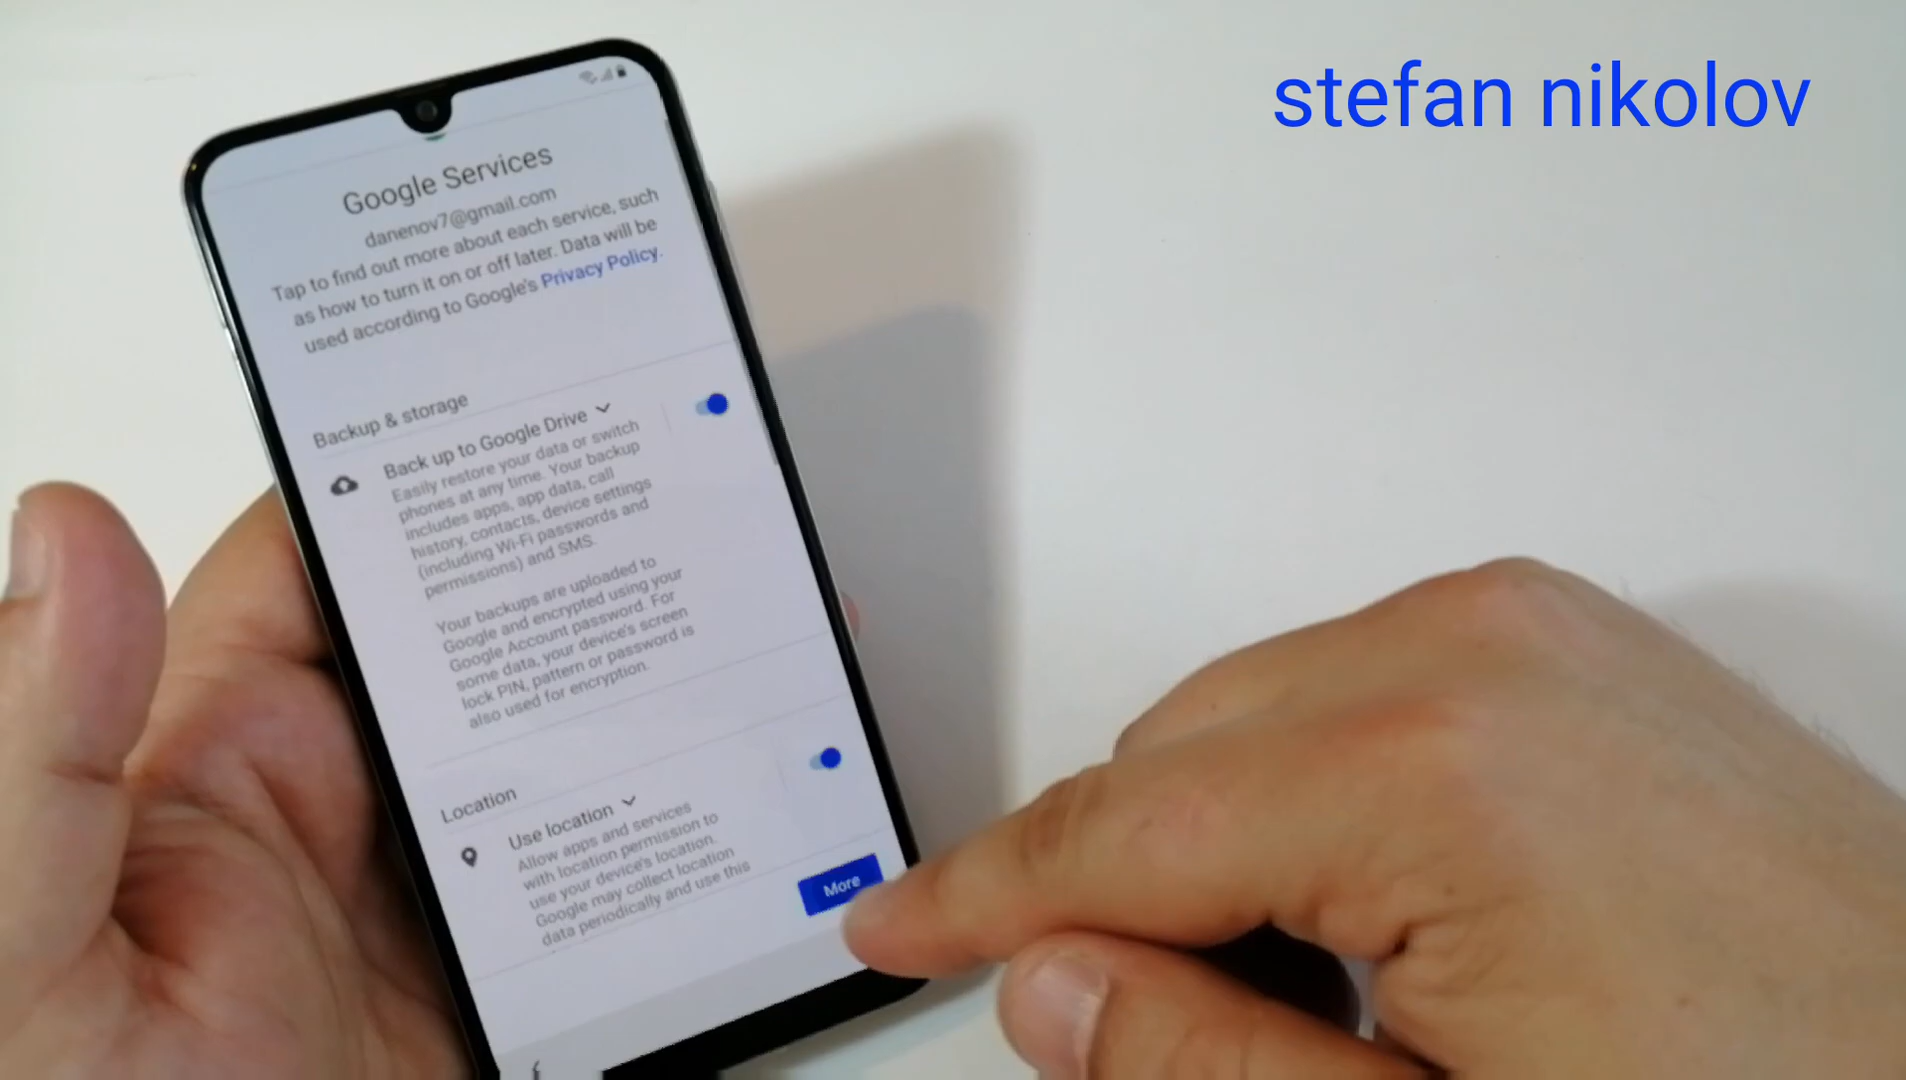 stefan nikolov
Google Services
danenov7@gmail.com
Tap to find out more about each service, such
as how to turn it on or off later. Data will be
used according to Google's Privacy Policy.
Backup & storage
Back up to Google Drive
Easily restore your data or switch
phones at any time. Your backup
includes apps, app data, call
history, contacts, device settings
(including Wi-Fi passwords and
permissions) and SMS.
Your backups are uploaded to
Google and encrypted using your
Google Account password. For
some data, your device's screen
lock PIN, pattern or password is
also used for encryption.
Location
Use location
Allow apps and services
with location permission to
use your device's location.
Google may collect location
data periodically and use this
More